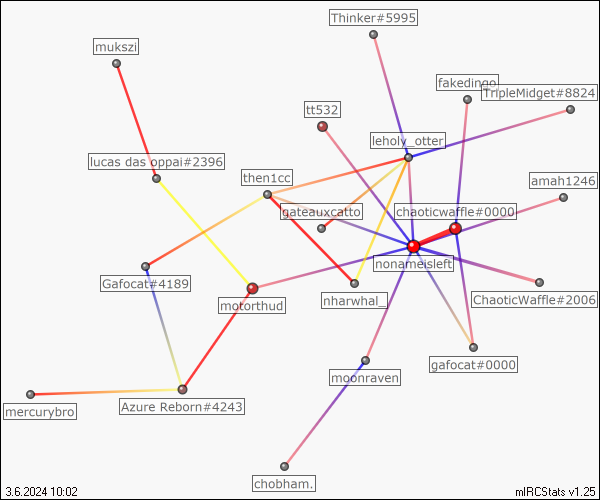 Thinker#5995
mukszi
fakedingo
TripleMidget#8824
tt532
leholy_otter
lucas das oppai#2396
then1cc
amah1246
gateauxcatto
chaoticwaffle#0000
nonameisleft
Gafocat#4189
motorthud
nharwhal_
ChaoticWaffle#2006
gafocat#0000
moonraven
mercurybro
Azure Reborn#4243
chobham.
3.6.2024 10:02
mIRCStats v1.25